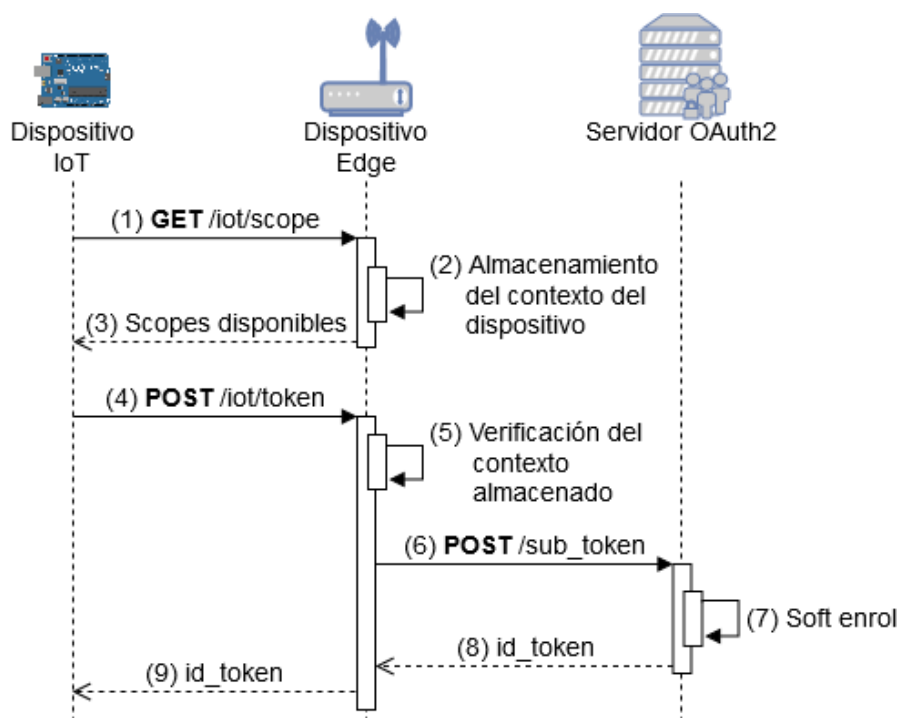 Dispositivo
IoT
Dispositivo
Edge
Servidor OAuth2
(1) GET /iot/scope
(2) Almacenamiento
del contexto del
dispositivo
(3) Scopes disponibles
(4) POST /iot/token
(5) Verificación del
contexto
almacenado
(6) POST /sub_token
(7) Soft enrol
(8) id_token
(9) id_token